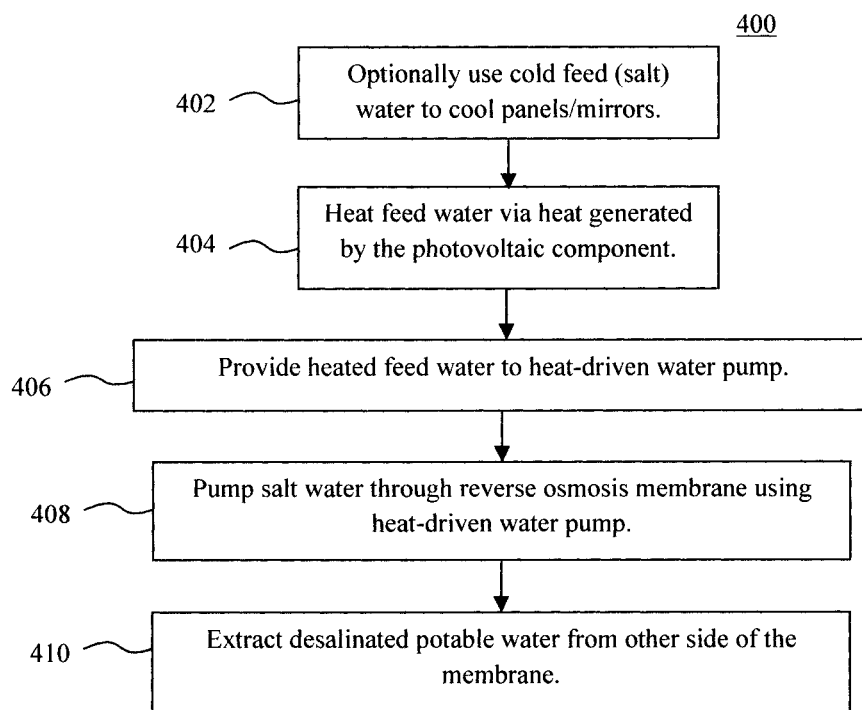 400
402
Optionally use cold feed (salt)
water to cool panels/mirrors.
404
Heat feed water via heat generated
by the photovoltaic component.
406
Provide heated feed water to heat-driven water pump.
408
Pump salt water through reverse osmosis membrane using
heat-driven water pump.
410
Extract desalinated potable water from other side of the
membrane.